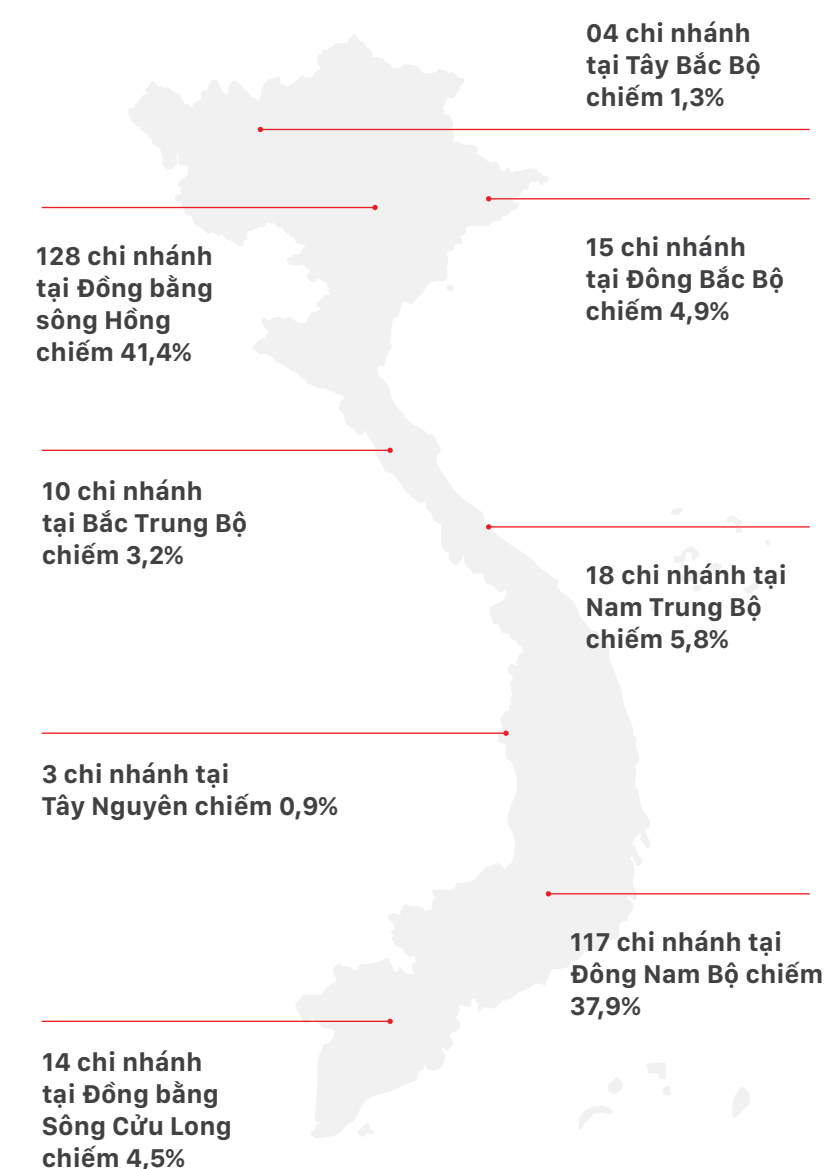 04 chi nhánh
tại Tây Bắc Bộ
chiếm 1,3%
128 chi nhánh
tại Đồng bằng
sông Hồng
chiếm 41,4%
15 chi nhánh
tại Đông Bắc Bộ
chiếm 4,9%
10 chi nhánh
tại Bắc Trung Bộ
chiếm 3,2%
18 chi nhánh tại
Nam Trung Bộ
chiếm 5,8%
3 chi nhánh tại
Tây Nguyên chiếm 0,9%
117 chi nhánh tại
Đông Nam Bộ chiếm
37,9%
14 chi nhánh
tại Đồng bằng
Sông Cửu Long
chiếm 4,5%